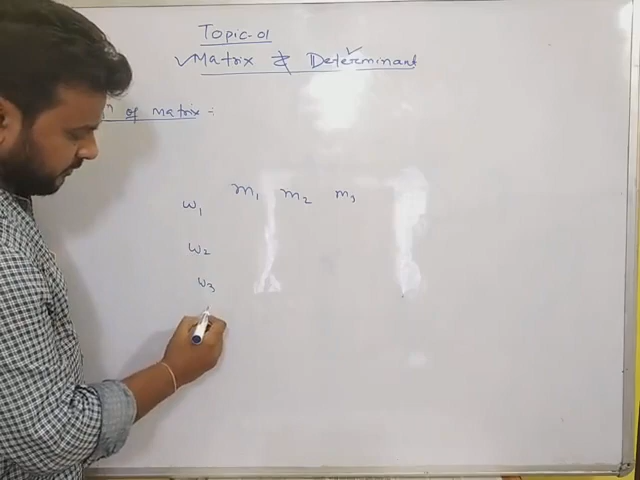 Topic-01
✓Matrix & Determinant
of matrix :-
m1 m2 m3
w1
w2
w3